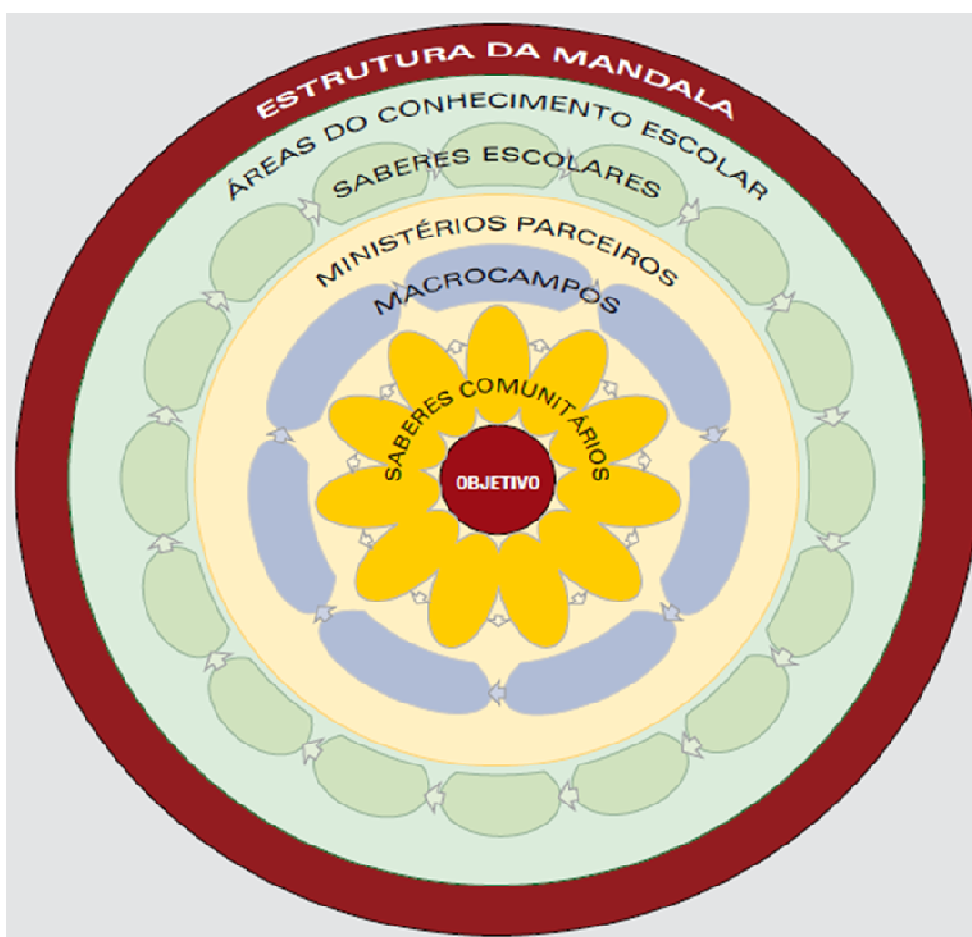 ESTRUTURA DA MANDALA
ÁREAS DO CONHECIMENTO ESCOLAR
SABERES ESCOLARES
MINISTÉRIOS PARCEIROS
MACROCAMPOS
SABERES COMUNITÁRIOS
OBJETIVO